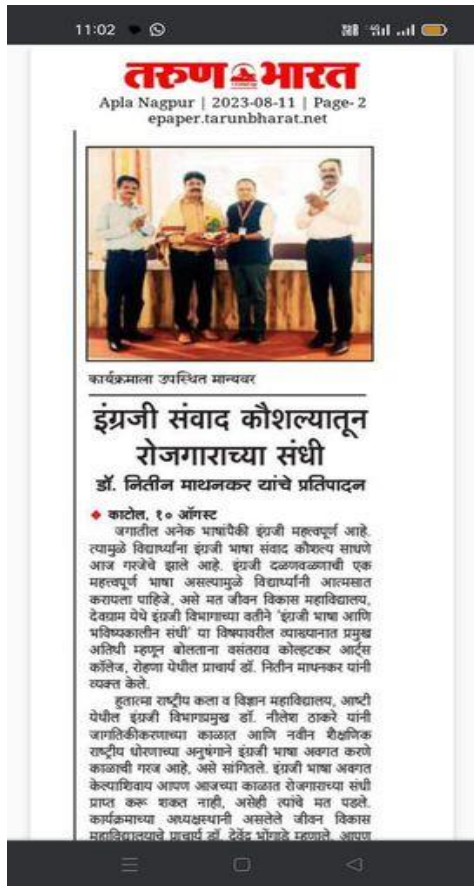 11:02
तरुण भारत
Apla Nagpur | 2023-08-11 | Page- 2
epaper.tarunbharat.net
कार्यक्रमाला उपस्थित मान्यवर
इंग्रजी संवाद कौशल्यातून
रोजगाराच्या संधी
डॉ. नितीन माथनकर यांचे प्रतिपादन
काटोल, १० ऑगस्ट
जगातील अनेक भाषांपैकी इंग्रजी महत्त्वपूर्ण आहे.
त्यामुळे विद्यार्थ्यांना इंग्रजी भाषा संवाद कौशल्य साधणे
आज गरजेचे झाले आहे. इंग्रजी दळणवळणाची एक
महत्त्वपूर्ण भाषा असल्यामुळे विद्यार्थ्यांनी आत्मसात
करायला पाहिजे, असे मत जीवन विकास महाविद्यालय,
देवग्राम येथे इंग्रजी विभागाच्या वतीने 'इंग्रजी भाषा आणि
भविष्यकालीन संधी' या विषयावरील व्याख्यानात प्रमुख
अतिथी म्हणून बोलताना वसंतराव कोल्हटकर आर्ट्स
कॉलेज, रोहणा येथील प्राचार्य डॉ. नितीन माथनकर यांनी
व्यक्त केले.
हुतात्मा राष्ट्रीय कला व विज्ञान महाविद्यालय, आष्टी
येथील इंग्रजी विभागप्रमुख डॉ. नीलेश ठाकरे यांनी
जागतिकीकरणाच्या काळात आणि नवीन शैक्षणिक
राष्ट्रीय धोरणाच्या अनुषंगाने इंग्रजी भाषा अवगत करणे
काळाची गरज आहे, असे सांगितले. इंग्रजी भाषा अवगत
केल्याशिवाय आपण आजच्या काळात रोजगाराच्या संधी
प्राप्त करू शकत नाही, असेही त्यांचे मत पडले.
कार्यक्रमाच्या अध्यक्षस्थानी असलेले जीवन विकास
महाविद्यालयाचे प्राचार्य डॉ. देवेंद्र भोंगाडे म्हणाले, आपण